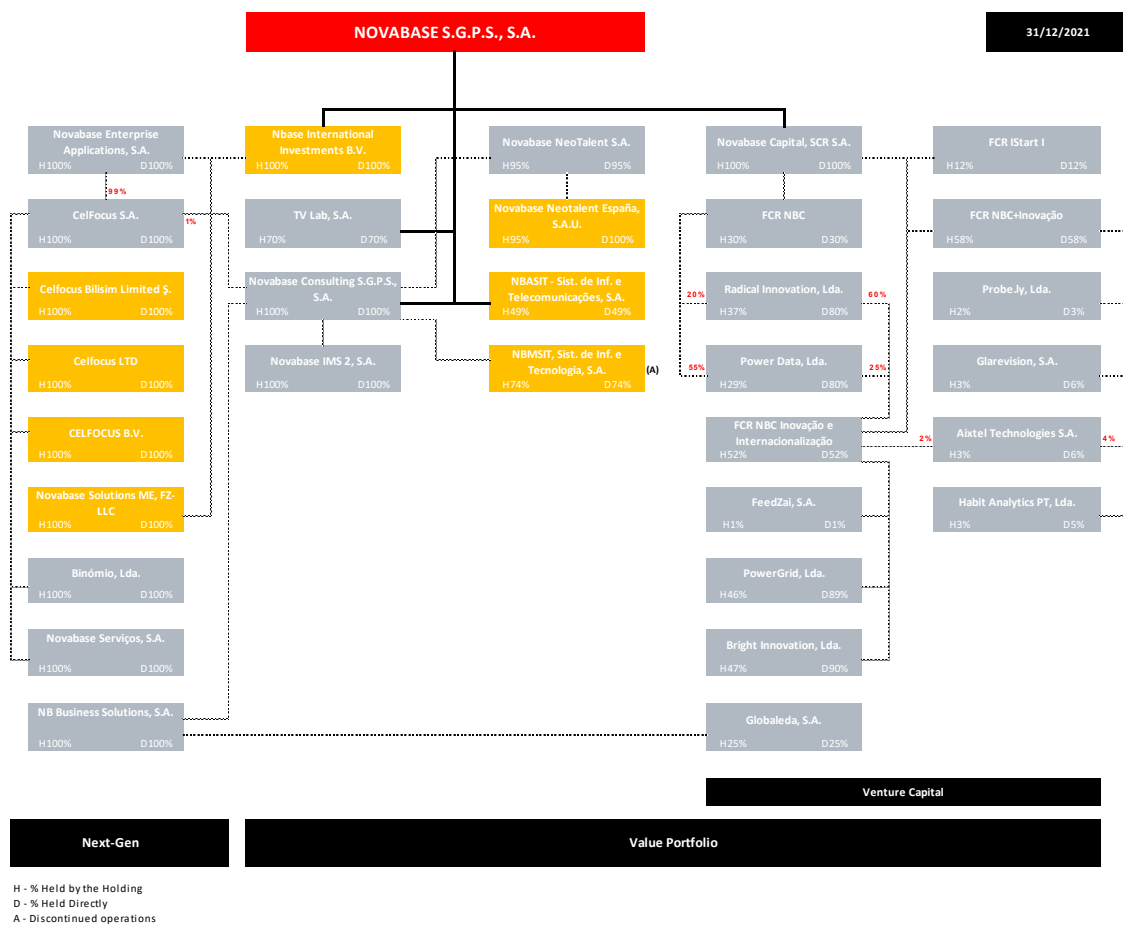 NOVABASE S.G.P.S., S.A.
31/12/2021
Novabase Enterprise
Applications, S.A.
H100% D100%
Nbase International
Investments B.V.
H100% D100%
Novabase NeoTalent S.A.
H95% D95%
Novabase Capital, SCR S.A.
H100% D100%
FCR IStart I
H12% D12%
99%
CelFocus S.A.
H100% D100%
1%
TV Lab, S.A.
H70% D70%
Novabase Neotalent España,
S.A.U.
H95% D100%
FCR NBC
H30% D30%
FCR NBC+Inovação
H58% D58%
Celfocus Bilisim Limited Ş.
H100% D100%
Novabase Consulting S.G.P.S.,
S.A.
H100% D100%
NBASIT - Sist. de Inf. e
Telecomunicações, S.A.
H49% D49%
20%
Radical Innovation, Lda.
H37% D80%
60%
Probe.ly, Lda.
H2% D3%
Celfocus LTD
H100% D100%
Novabase IMS 2, S.A.
H100% D100%
NBMSIT, Sist. de Inf. e
Tecnologia, S.A.
H74% D74%
(A)
55%
Power Data, Lda.
H29% D80%
25%
Glarevision, S.A.
H3% D6%
CELFOCUS B.V.
H100% D100%
FCR NBC Inovação e
Internacionalização
H52% D52%
2%
Aixtel Technologies S.A.
H3% D6%
4%
Novabase Solutions ME, FZ-
LLC
H100% D100%
FeedZai, S.A.
H1% D1%
Habit Analytics PT, Lda.
H3% D5%
Binómio, Lda.
H100% D100%
PowerGrid, Lda.
H46% D89%
Novabase Serviços, S.A.
H100% D100%
Bright Innovation, Lda.
H47% D90%
NB Business Solutions, S.A.
H100% D100%
Globaleda, S.A.
H25% D25%
Venture Capital
Next-Gen
Value Portfolio
H - % Held by the Holding
D - % Held Directly
A - Discontinued operations